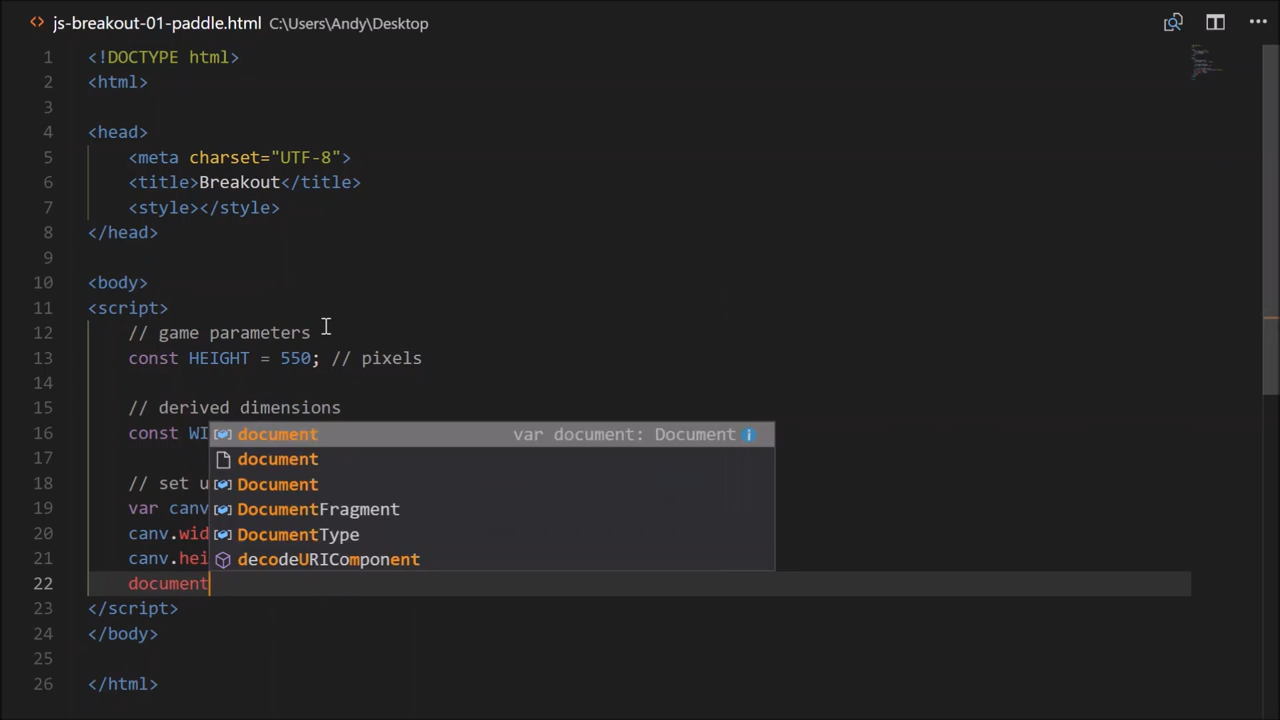 js-breakout-01-paddle.html C:\Users\Andy\Desktop
1 <!DOCTYPE html>
2 <html>
3
4 <head>
5 <meta charset="UTF-8">
6 <title>Breakout</title>
7 <style></style>
8 </head>
9
10 <body>
11 <script>
12 // game parameters
13 const HEIGHT = 550; // pixels
14
15 // derived dimensions
16 const WI
document var document: Document
17
document
18 // set u
Document
19 var canv
DocumentFragment
20 canv.wid
DocumentType
21 canv.hei
decodeURIComponent
22 document
23 </script>
24 </body>
25
26 </html>